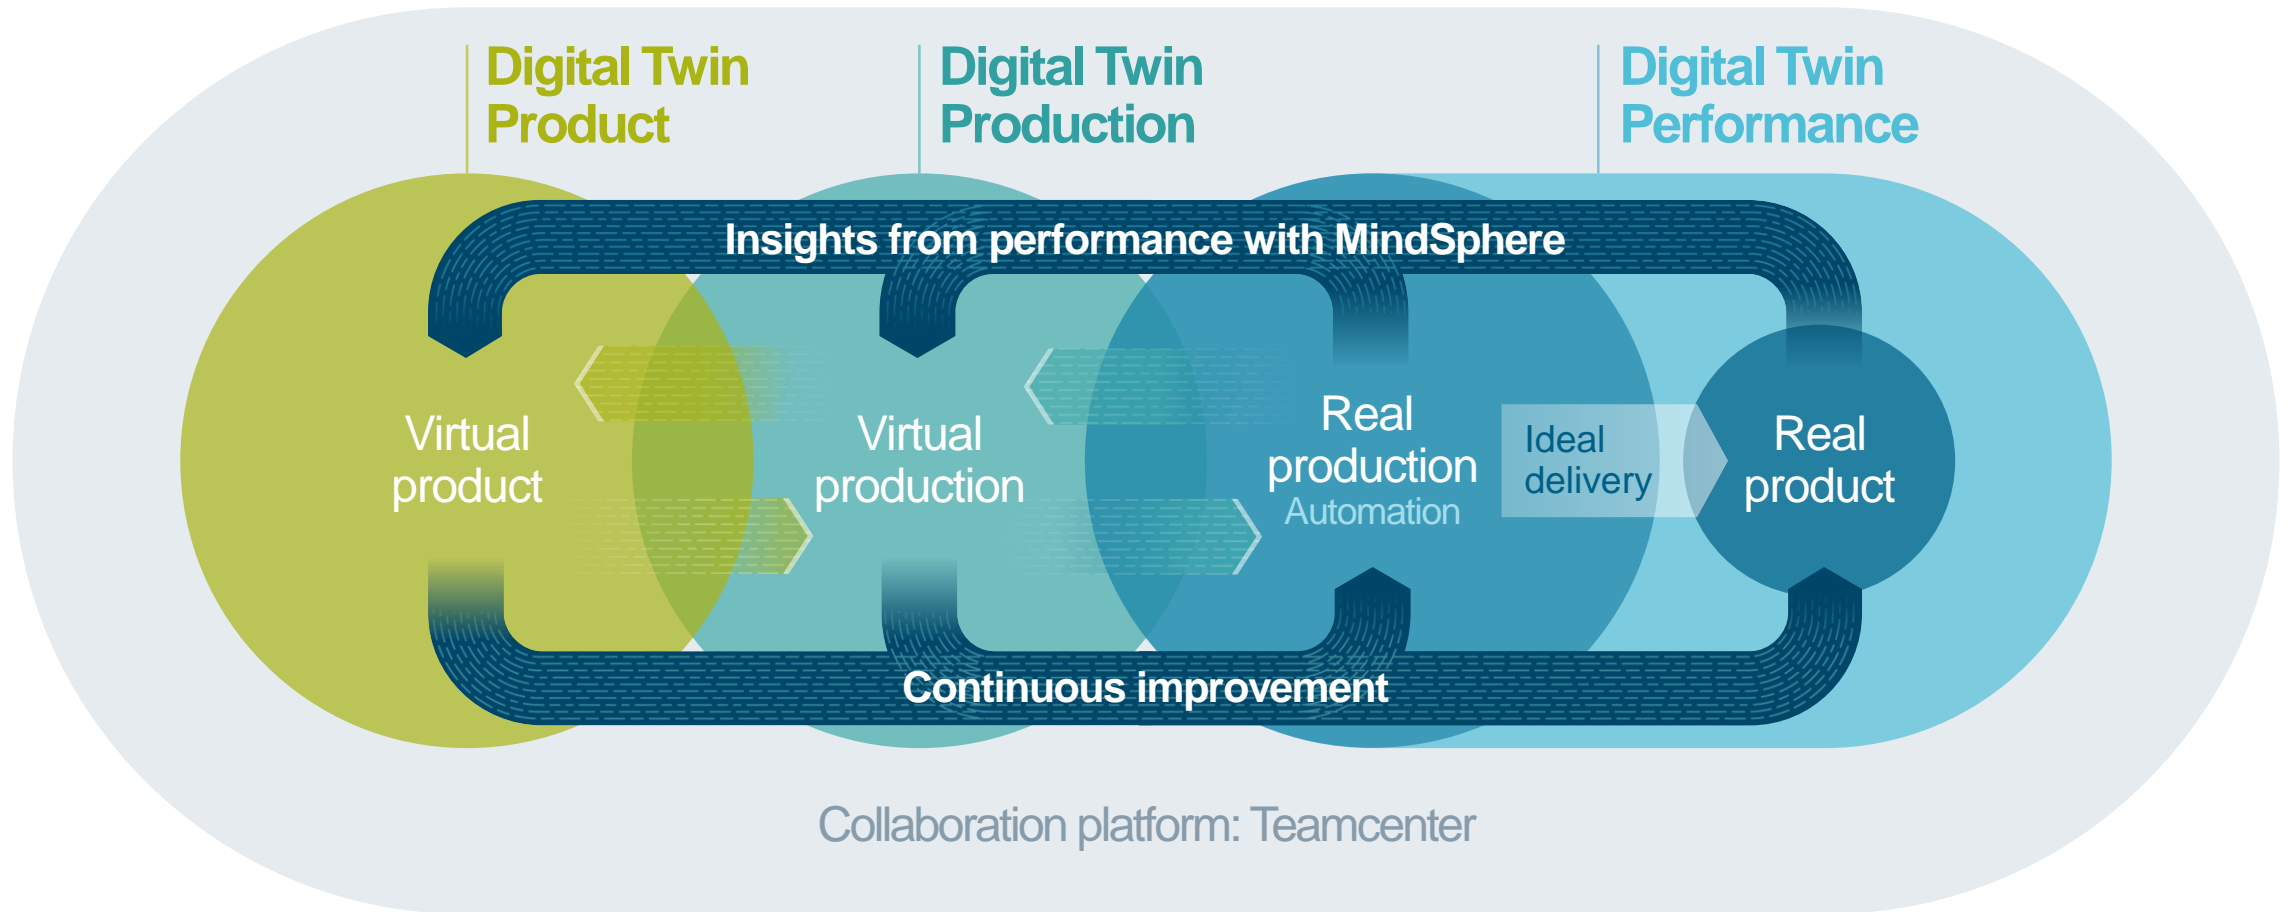 Digital Twin
Product
Digital Twin
Production
Digital Twin
Performance
Insights from performance with MindSphere
Virtual
product
Virtual
production
Real
production
Automation
Ideal
delivery
Real
product
Continuous improvement
Collaboration platform: Teamcenter